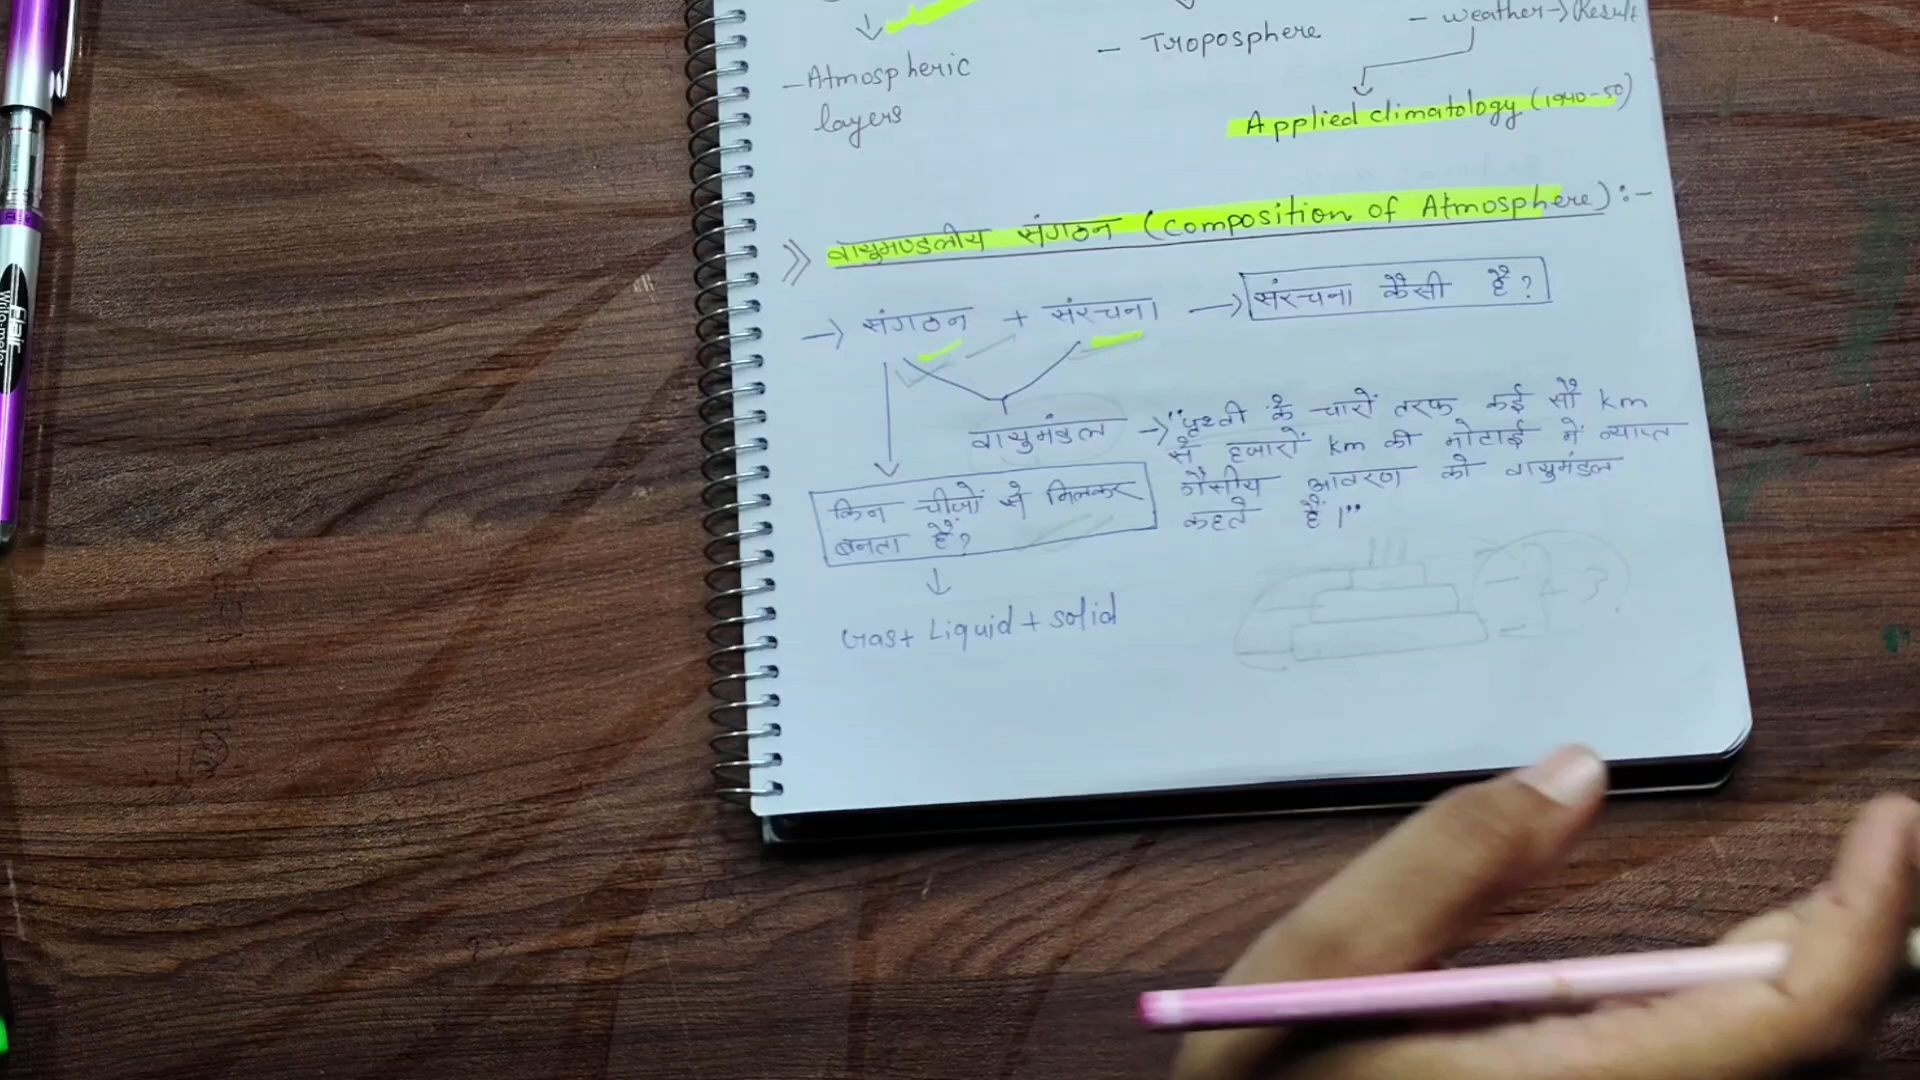 - Atmospheric
layers
- Troposphere
- weather → Result
Applied climatology (1940-50)
वायुमण्डलीय संगठन (Composition of Atmosphere) :-
→ संगठन + संरचना → संरचना कैसी है?
वायुमंडल → "पृथ्वी के चारों तरफ कई सौ km
से हजारों km की मोटाई में व्याप्त
गैसीय आवरण को वायुमंडल
कहते हैं।"
किन चीजों से मिलकर
बनता है?
Gas + Liquid + Solid
Elair